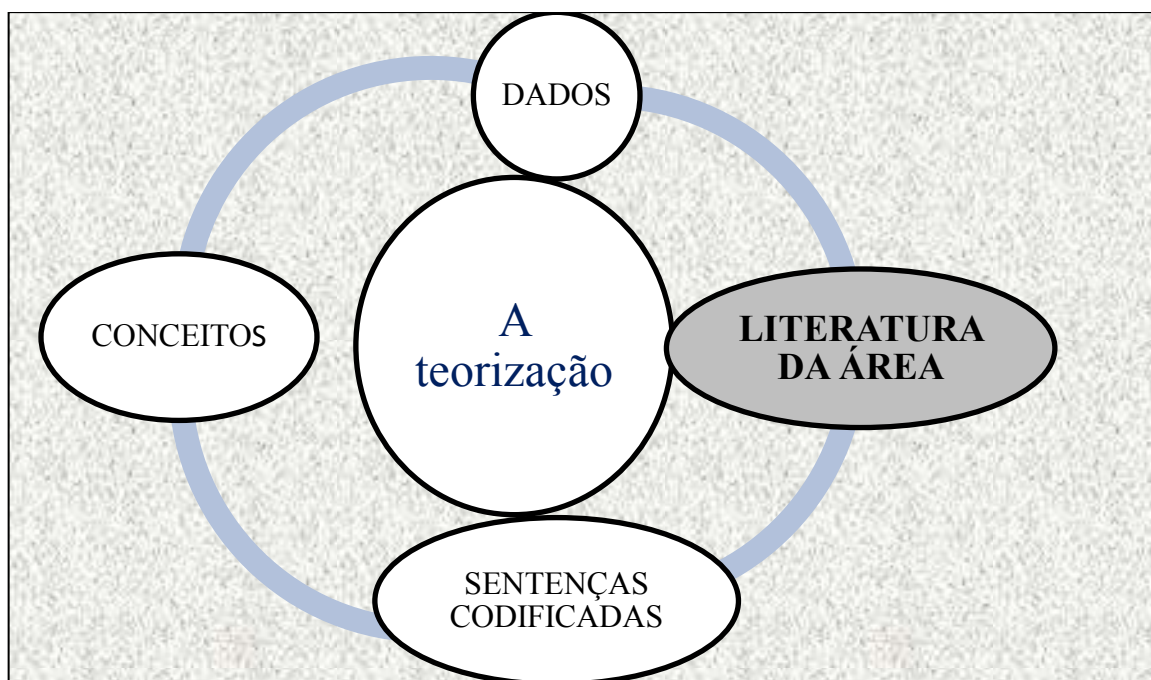 DADOS
CONCEITOS
A
teorização
LITERATURA
DA ÁREA
SENTENÇAS
CODIFICADAS